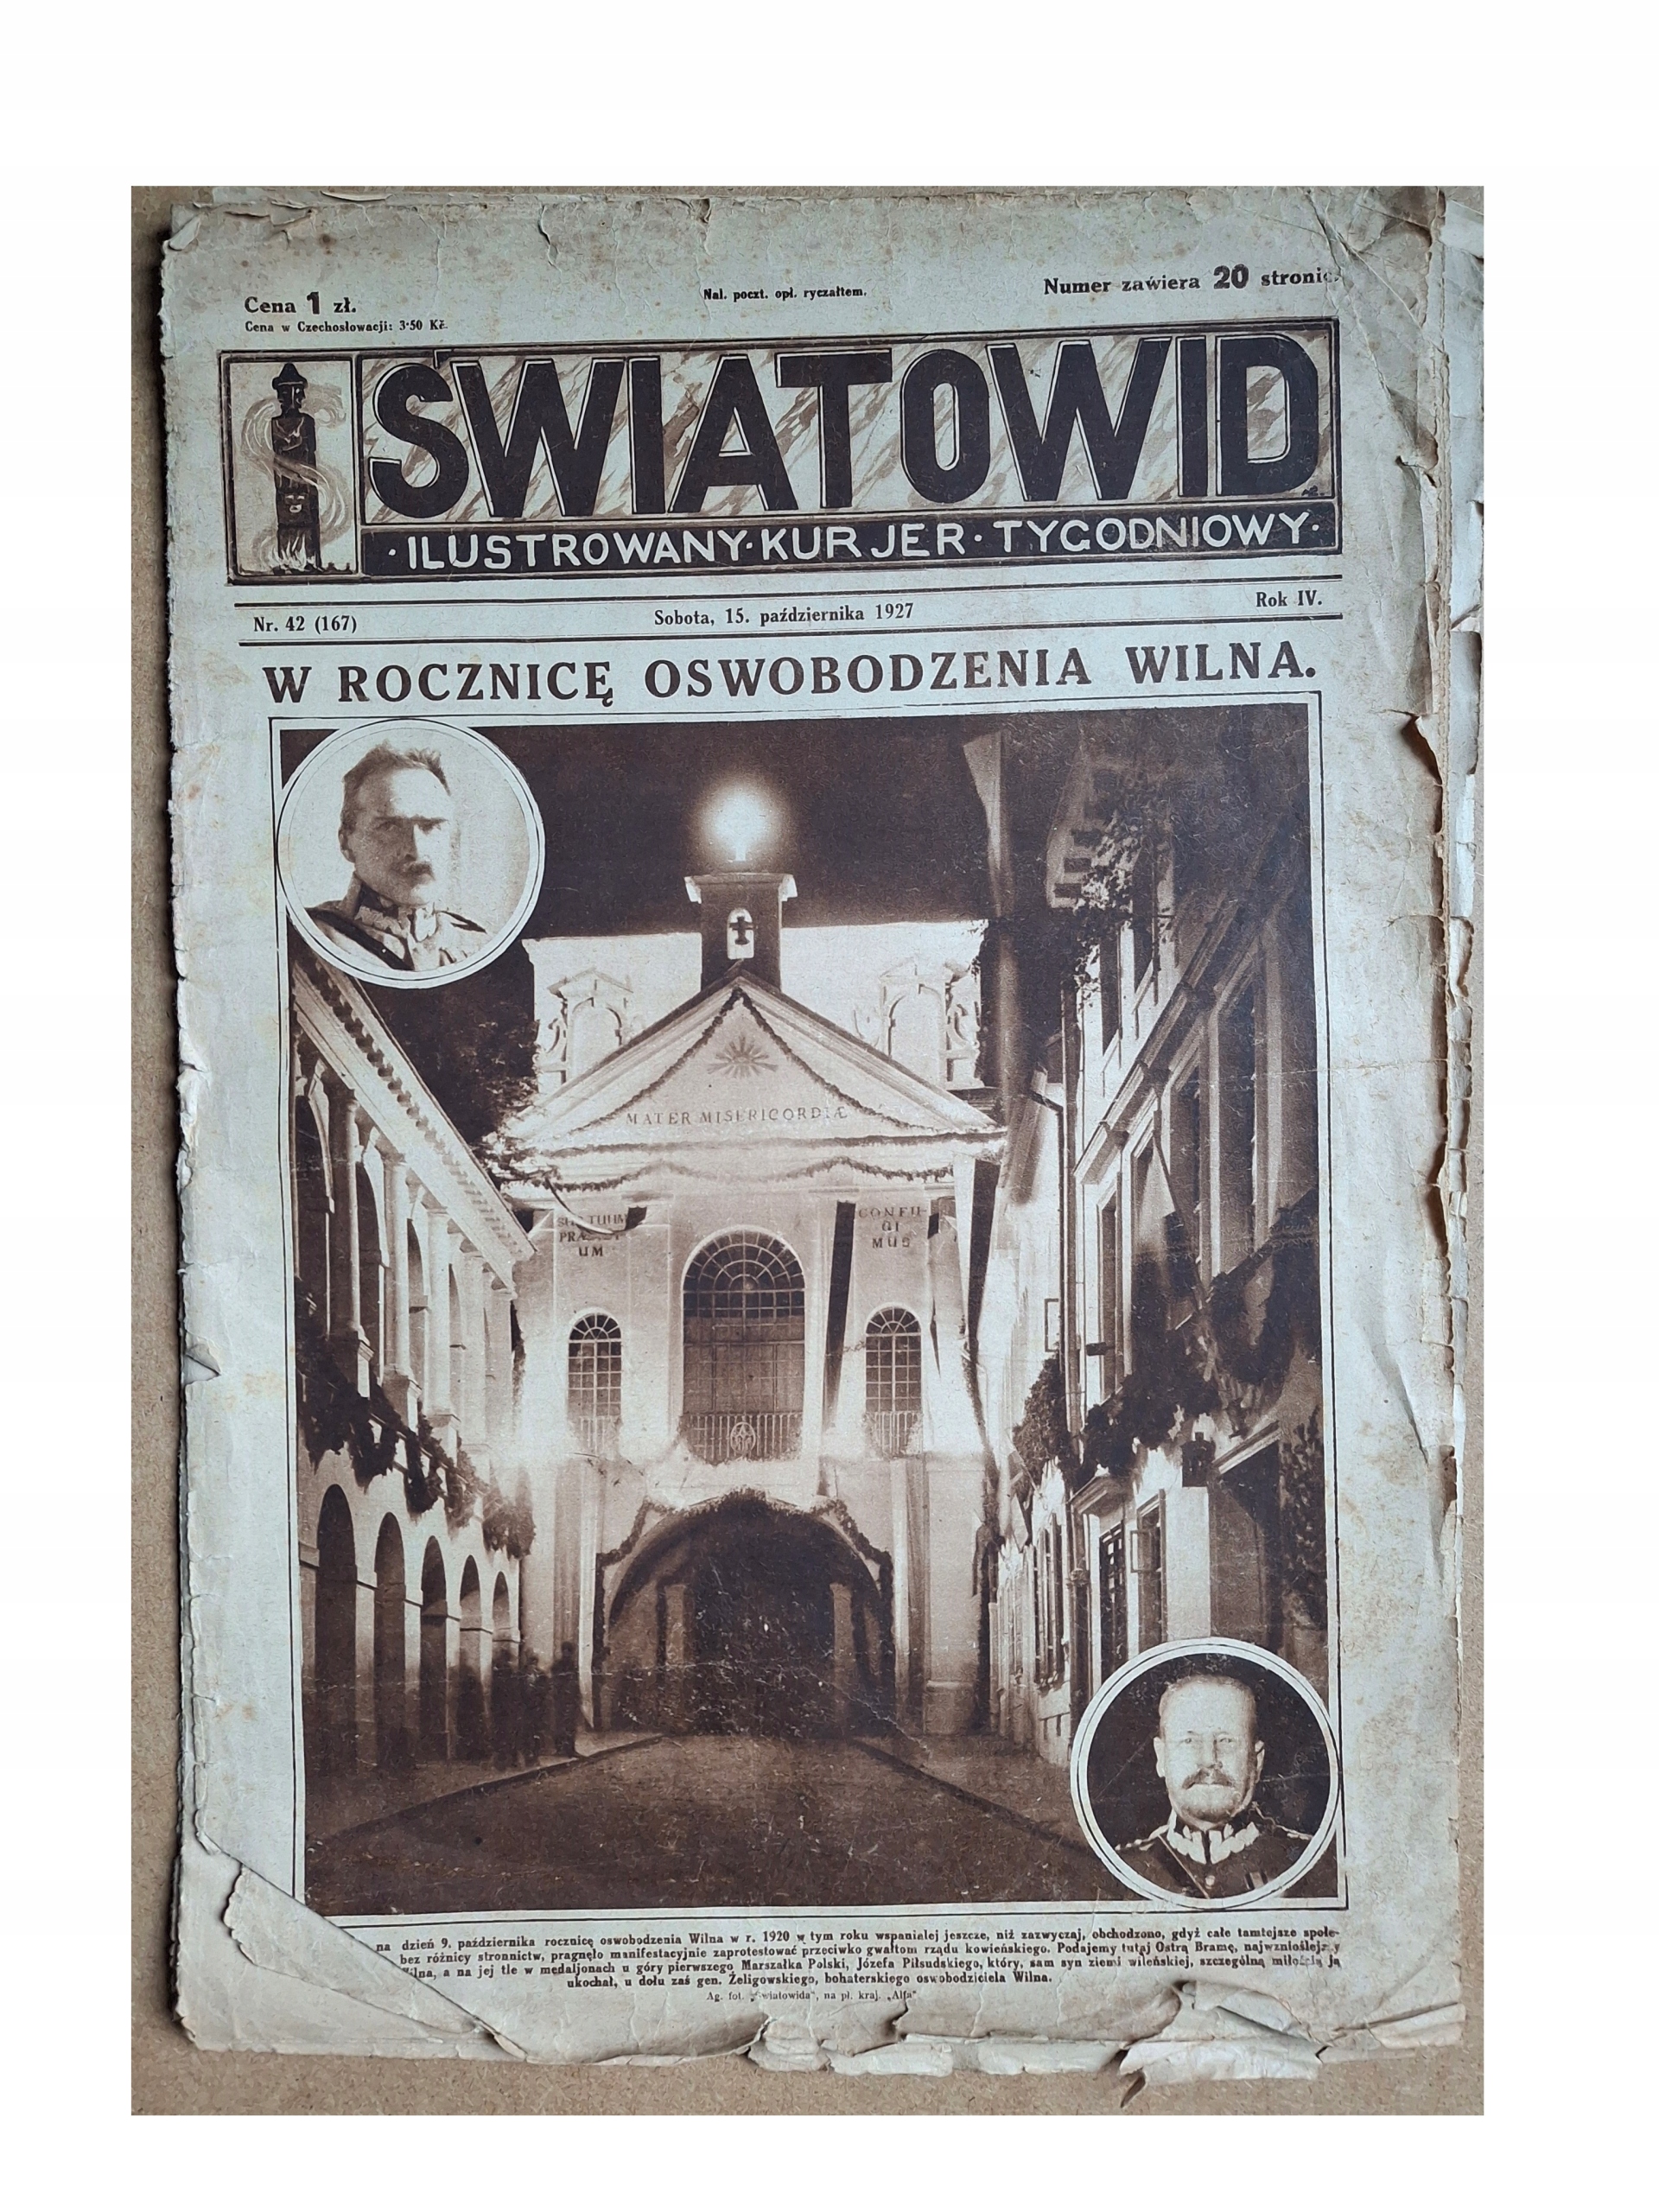 Cena 1 zł.
Nal. poczt. opł. ryczałtem.
Numer zawiera 20 stronic.
Cena w Czechosłowacji: 3·50 Kč.
ŚWIATOWID
·ILUSTROWANY·KURJER·TYGODNIOWY·
Nr. 42 (167)
Sobota, 15. października 1927
Rok IV.
W ROCZNICĘ OSWOBODZENIA WILNA.
MATER MISERICORDIÆ
SUB TUUM
UM
CONFU-
GI
MUS
na dzień 9. października rocznicę oswobodzenia Wilna w r. 1920 w tym roku wspanialej jeszcze, niż zazwyczaj, obchodzono, gdyż całe tamtejsze społe-
bez różnicy stronnictw, pragnęło manifestacyjnie zaprotestować przeciwko gwałtom rządu kowieńskiego. Podajemy tutaj Ostrą Bramę,
Wilna, a na jej tle w medaljonach u góry pierwszego Marszałka Polski, Józefa Piłsudskiego, który, sam syn ziemi wileńskiej, szczególną miłością ją
ukochał, u dołu zaś gen. Żeligowskiego, bohaterskiego oswobodziciela Wilna.
Ag. fot. „Światowida", na pł. kraj. „Alfa"